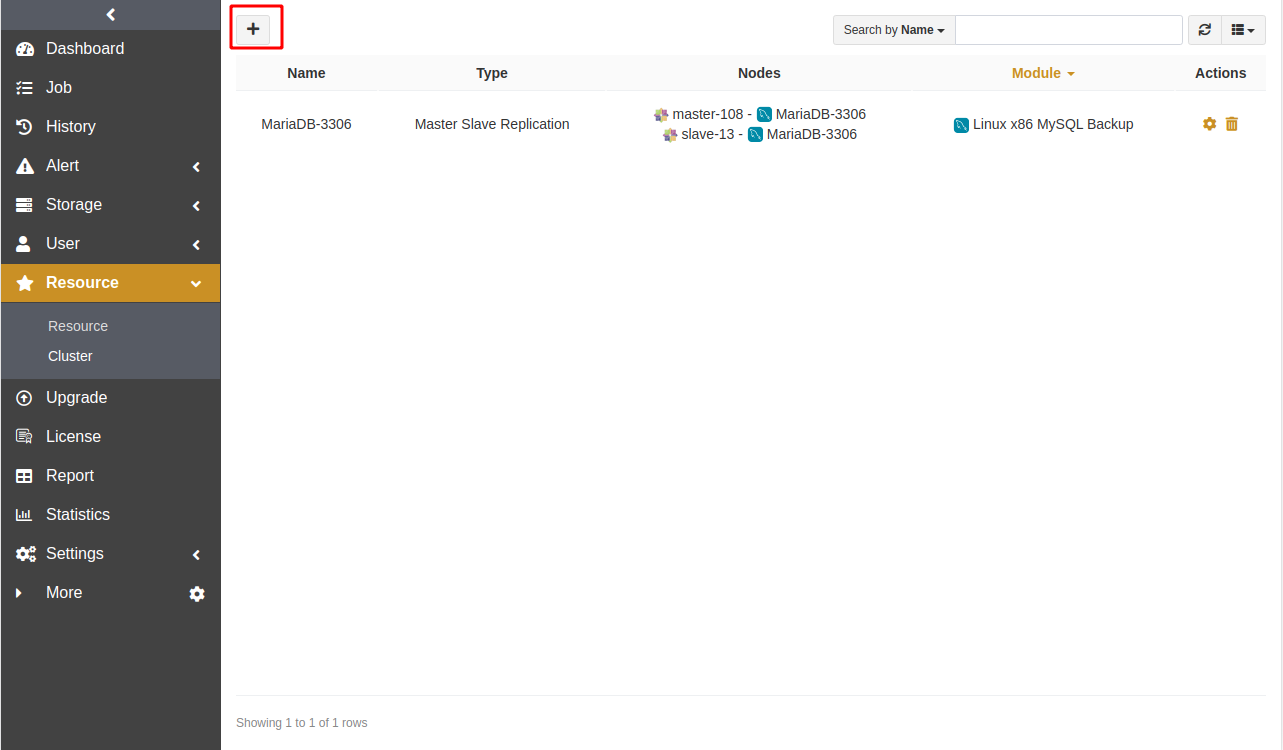 Dashboard
Job
History
Alert
Storage
User
Resource
Resource
Cluster
Upgrade
License
Report
Statistics
Settings
More
Search by Name
Name Type Nodes Module Actions
MariaDB-3306 Master Slave Replication master-108 - MariaDB-3306 Linux x86 MySQL Backup
slave-13 - MariaDB-3306
Showing 1 to 1 of 1 rows